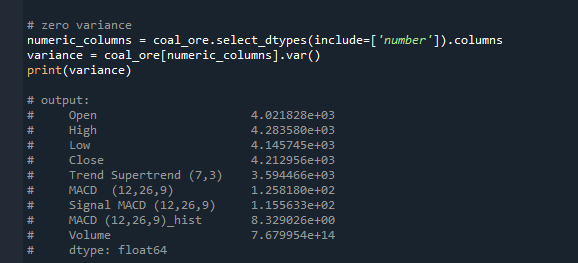 # zero variance
numeric_columns = coal_ore.select_dtypes(include=['number']).columns
variance = coal_ore[numeric_columns].var()
print(variance)
# output:
#     Open                       4.021828e+03
#     High                       4.283580e+03
#     Low                        4.145745e+03
#     Close                      4.212956e+03
#     Trend Supertrend (7,3)     3.594466e+03
#     MACD  (12,26,9)            1.258180e+02
#     Signal MACD (12,26,9)      1.155633e+02
#     MACD (12,26,9)_hist        8.329026e+00
#     Volume                     7.679954e+14
#     dtype: float64